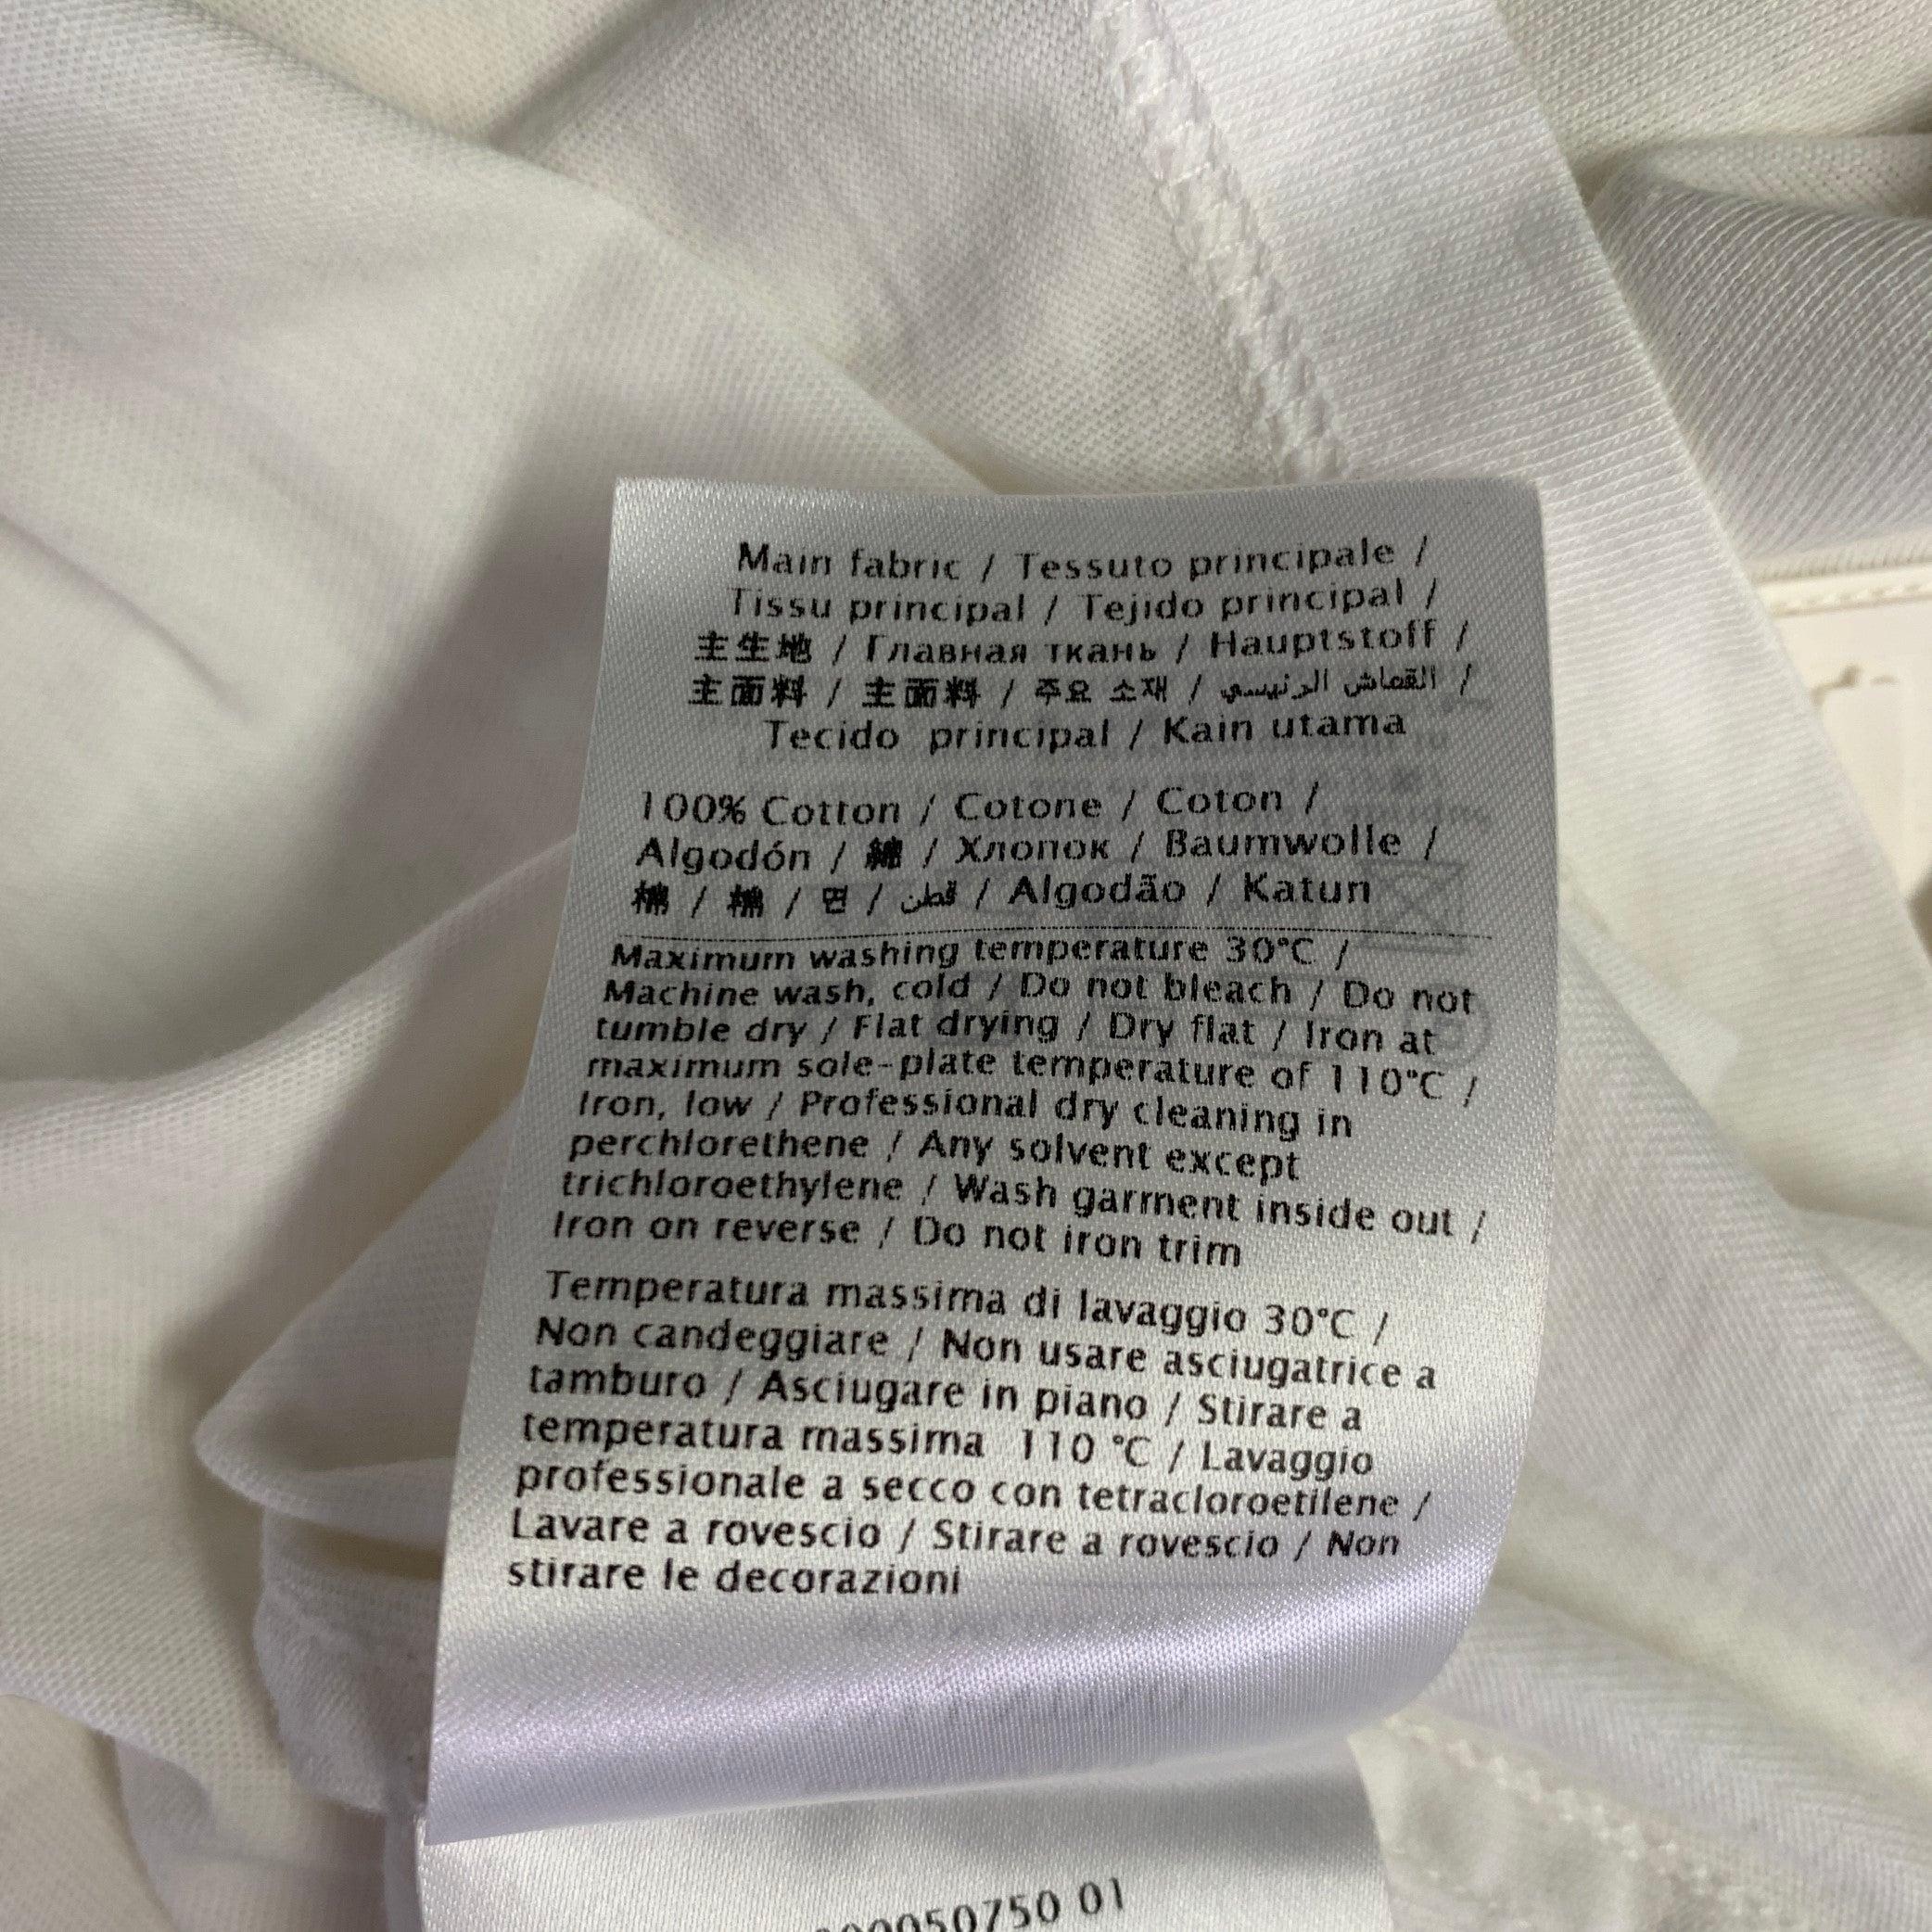 Main fabric / Tessuto principale /
Tissu principal / Tejido principal /
主生地 / Главная ткань / Hauptstoff /
主面料 / 主面料 / 주요 소재 / القماش الرئيسي /
Tecido principal / Kain utama
100% Cotton / Cotone / Coton /
Algodón / 綿 / Хлопок / Baumwolle /
棉 / 棉 / 면 / قطن / Algodão / Katun
Maximum washing temperature 30°C /
Machine wash, cold / Do not bleach / Do not
tumble dry / Flat drying / Dry flat / Iron at
maximum sole-plate temperature of 110°C /
Iron, low / Professional dry cleaning in
perchlorethene / Any solvent except
trichloroethylene / Wash garment inside out /
Iron on reverse / Do not iron trim
Temperatura massima di lavaggio 30°C /
Non candeggiare / Non usare asciugatrice a
tamburo / Asciugare in piano / Stirare a
temperatura massima 110 °C / Lavaggio
professionale a secco con tetracloroetilene /
Lavare a rovescio / Stirare a rovescio / Non
stirare le decorazioni
01